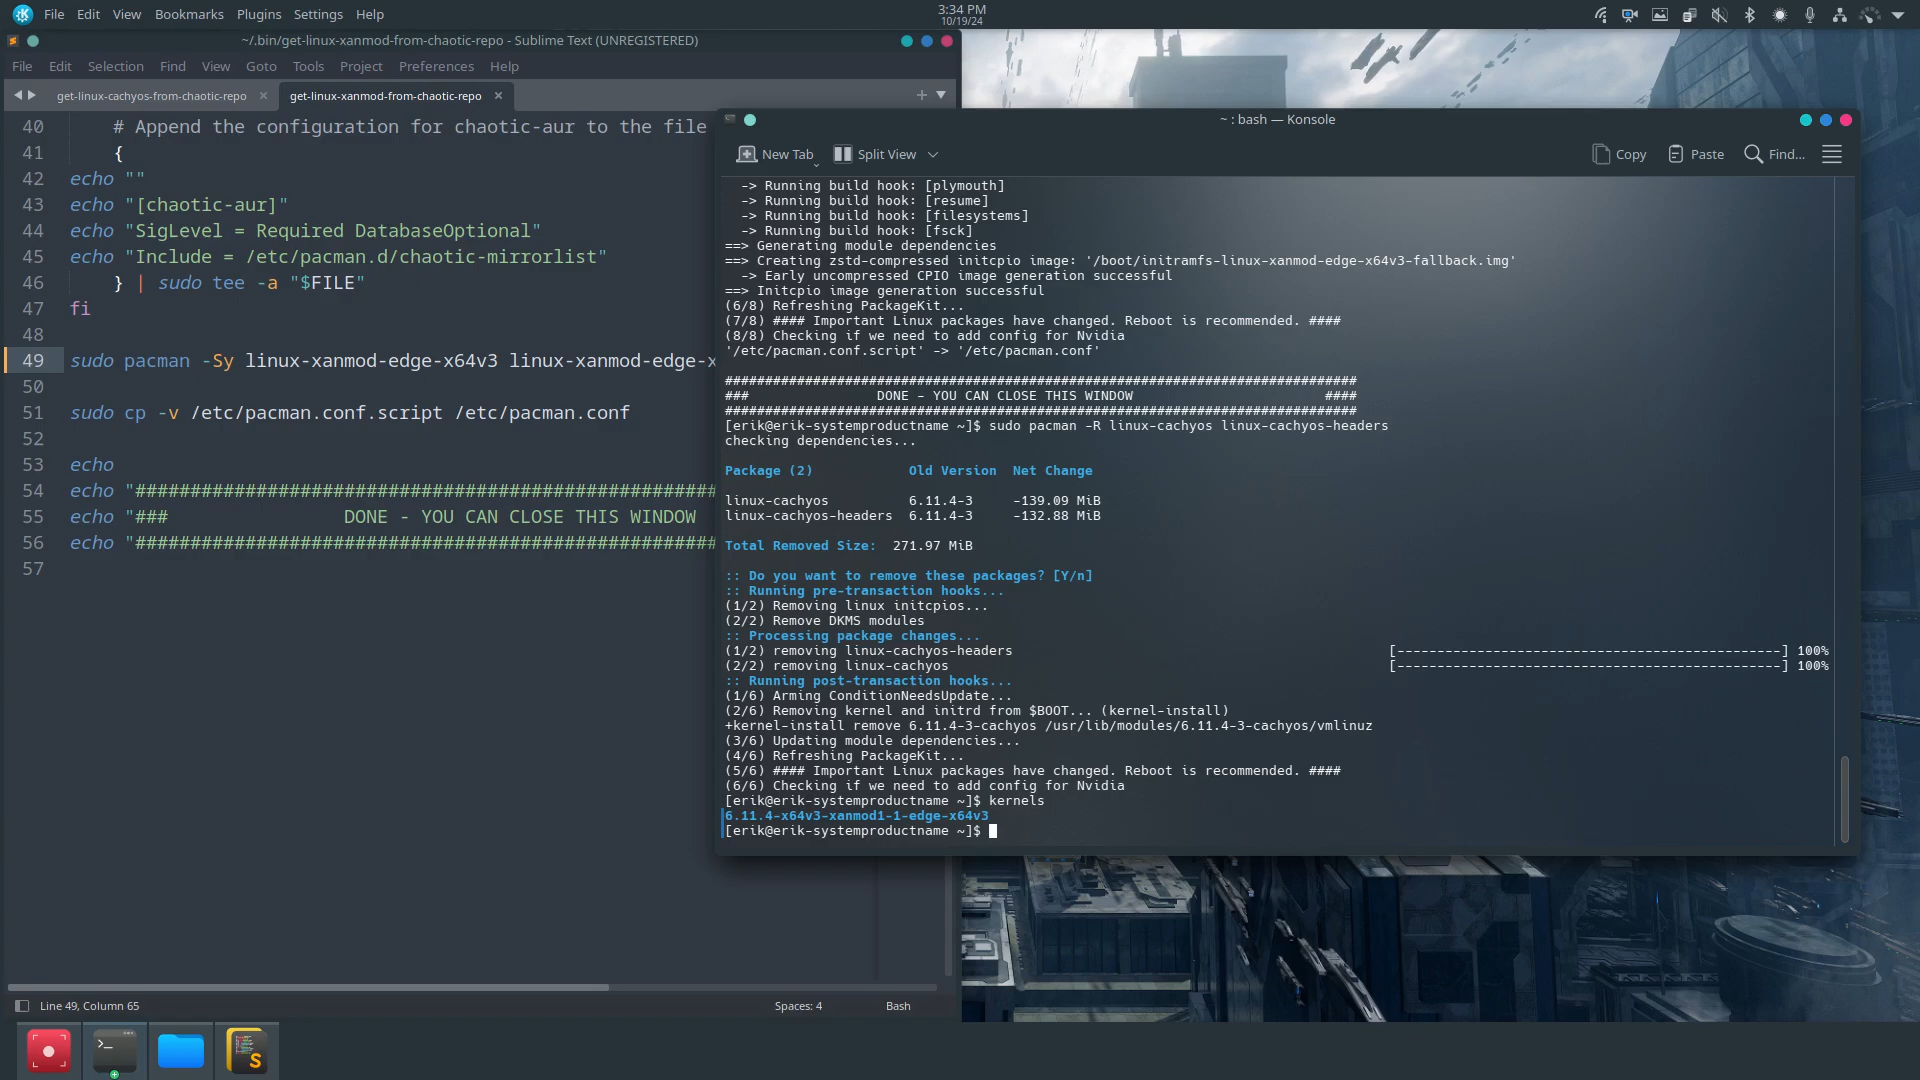 File Edit View Bookmarks Plugins Settings Help
3:34 PM
10/19/24
~/.bin/get-linux-xanmod-from-chaotic-repo - Sublime Text (UNREGISTERED)
File Edit Selection Find View Goto Tools Project Preferences Help
get-linux-cachyos-from-chaotic-repo × get-linux-xanmod-from-chaotic-repo ×
40 # Append the configuration for chaotic-aur to the file
41 {
42 echo ""
43 echo "[chaotic-aur]"
44 echo "SigLevel = Required DatabaseOptional"
45 echo "Include = /etc/pacman.d/chaotic-mirrorlist"
46 } | sudo tee -a "$FILE"
47 fi
48
49 sudo pacman -Sy linux-xanmod-edge-x64v3 linux-xanmod-edge-x
50
51 sudo cp -v /etc/pacman.conf.script /etc/pacman.conf
52
53 echo
54 echo "#####################################################
55 echo "###                DONE - YOU CAN CLOSE THIS WINDOW
56 echo "#####################################################
57
Line 49, Column 65
Spaces: 4
Bash
~ : bash — Konsole
New Tab Split View Copy Paste Find...
-> Running build hook: [plymouth]
-> Running build hook: [resume]
-> Running build hook: [filesystems]
-> Running build hook: [fsck]
==> Generating module dependencies
==> Creating zstd-compressed initcpio image: '/boot/initramfs-linux-xanmod-edge-x64v3-fallback.img'
-> Early uncompressed CPIO image generation successful
==> Initcpio image generation successful
(6/8) Refreshing PackageKit...
(7/8) #### Important Linux packages have changed. Reboot is recommended. ####
(8/8) Checking if we need to add config for Nvidia
'/etc/pacman.conf.script' -> '/etc/pacman.conf'
###############################################################################
###                DONE - YOU CAN CLOSE THIS WINDOW                        ####
###############################################################################
[erik@erik-systemproductname ~]$ sudo pacman -R linux-cachyos linux-cachyos-headers
checking dependencies...
Package (2)            Old Version  Net Change
linux-cachyos          6.11.4-3     -139.09 MiB
linux-cachyos-headers  6.11.4-3     -132.88 MiB
Total Removed Size:  271.97 MiB
:: Do you want to remove these packages? [Y/n]
:: Running pre-transaction hooks...
(1/2) Removing linux initcpios...
(2/2) Remove DKMS modules
:: Processing package changes...
(1/2) removing linux-cachyos-headers [------------------------------------------------] 100%
(2/2) removing linux-cachyos [------------------------------------------------] 100%
:: Running post-transaction hooks...
(1/6) Arming ConditionNeedsUpdate...
(2/6) Removing kernel and initrd from $BOOT... (kernel-install)
+kernel-install remove 6.11.4-3-cachyos /usr/lib/modules/6.11.4-3-cachyos/vmlinuz
(3/6) Updating module dependencies...
(4/6) Refreshing PackageKit...
(5/6) #### Important Linux packages have changed. Reboot is recommended. ####
(6/6) Checking if we need to add config for Nvidia
[erik@erik-systemproductname ~]$ kernels
6.11.4-x64v3-xanmod1-1-edge-x64v3
[erik@erik-systemproductname ~]$